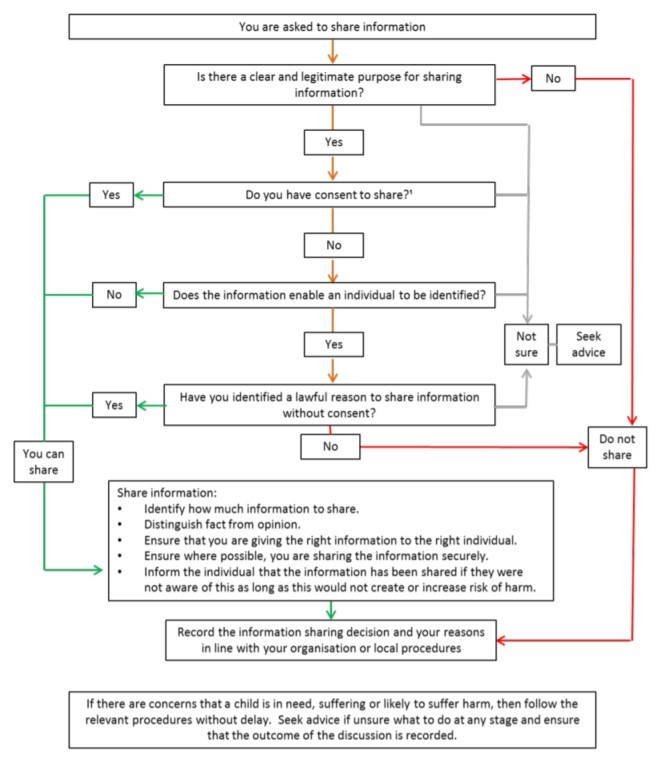 You are asked to share information
Is there a clear and legitimate purpose for sharing
information?
No
Yes
Yes
Do you have consent to share?¹
No
No
Does the information enable an individual to be identified?
Yes
Not
sure
Seek
advice
Yes
Have you identified a lawful reason to share information
without consent?
No
You can
share
Do not
share
Share information:
• Identify how much information to share.
• Distinguish fact from opinion.
• Ensure that you are giving the right information to the right individual.
• Ensure where possible, you are sharing the information securely.
• Inform the individual that the information has been shared if they were
not aware of this as long as this would not create or increase risk of harm.
Record the information sharing decision and your reasons
in line with your organisation or local procedures
If there are concerns that a child is in need, suffering or likely to suffer harm, then follow the
relevant procedures without delay. Seek advice if unsure what to do at any stage and ensure
that the outcome of the discussion is recorded.